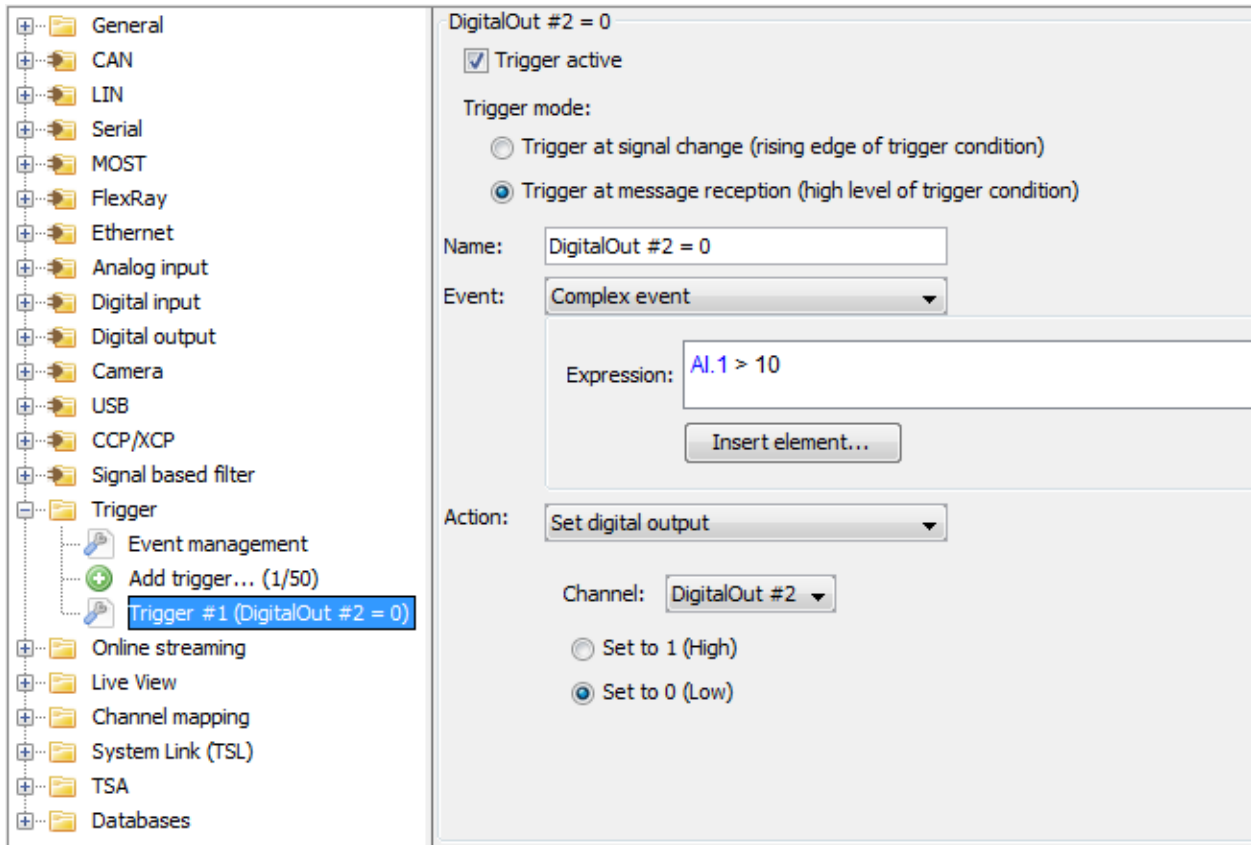 General
CAN
LIN
Serial
MOST
FlexRay
Ethernet
Analog input
Digital input
Digital output
Camera
USB
CCP/XCP
Signal based filter
Trigger
Event management
Add trigger... (1/50)
Trigger #1 (DigitalOut #2 = 0)
Online streaming
Live View
Channel mapping
System Link (TSL)
TSA
Databases
DigitalOut #2 = 0
Trigger active
Trigger mode:
Trigger at signal change (rising edge of trigger condition)
Trigger at message reception (high level of trigger condition)
Name: DigitalOut #2 = 0
Event: Complex event
Expression: AI.1 > 10
Insert element...
Action: Set digital output
Channel: DigitalOut #2
Set to 1 (High)
Set to 0 (Low)